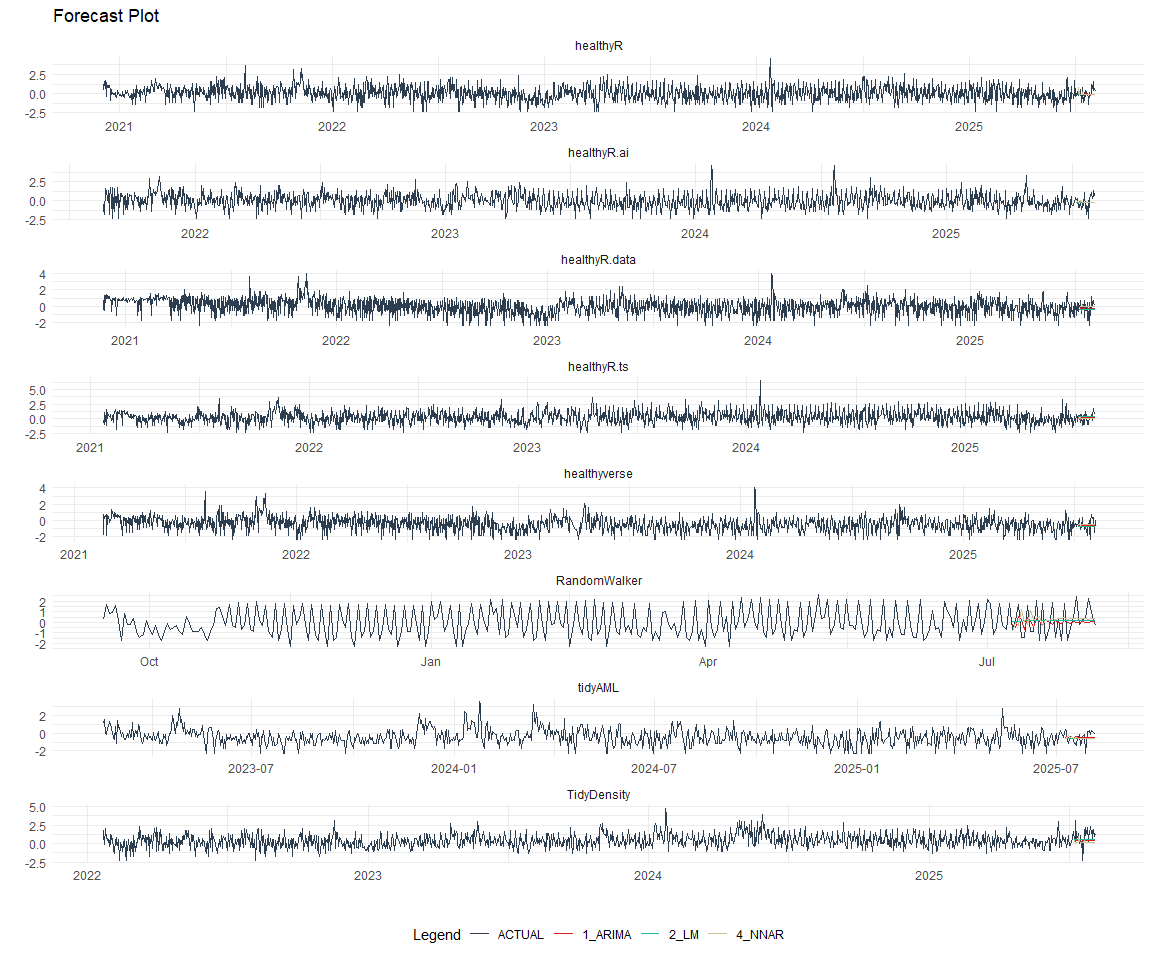 Forecast Plot
healthyR
2.5
0.0
-2.5
2021 2022 2023 2024 2025
healthyR.ai
2.5
0.0
-2.5
2022 2023 2024 2025
healthyR.data
4
2
0
-2
2021 2022 2023 2024 2025
healthyR.ts
5.0
2.5
0.0
-2.5
2021 2022 2023 2024 2025
healthyverse
4
2
0
-2
2021 2022 2023 2024 2025
RandomWalker
2
1
0
-1
-2
Oct Jan Apr Jul
tidyAML
2
0
-2
2023-07 2024-01 2024-07 2025-01 2025-07
TidyDensity
5.0
2.5
0.0
-2.5
2022 2023 2024 2025
Legend ACTUAL 1_ARIMA 2_LM 4_NNAR